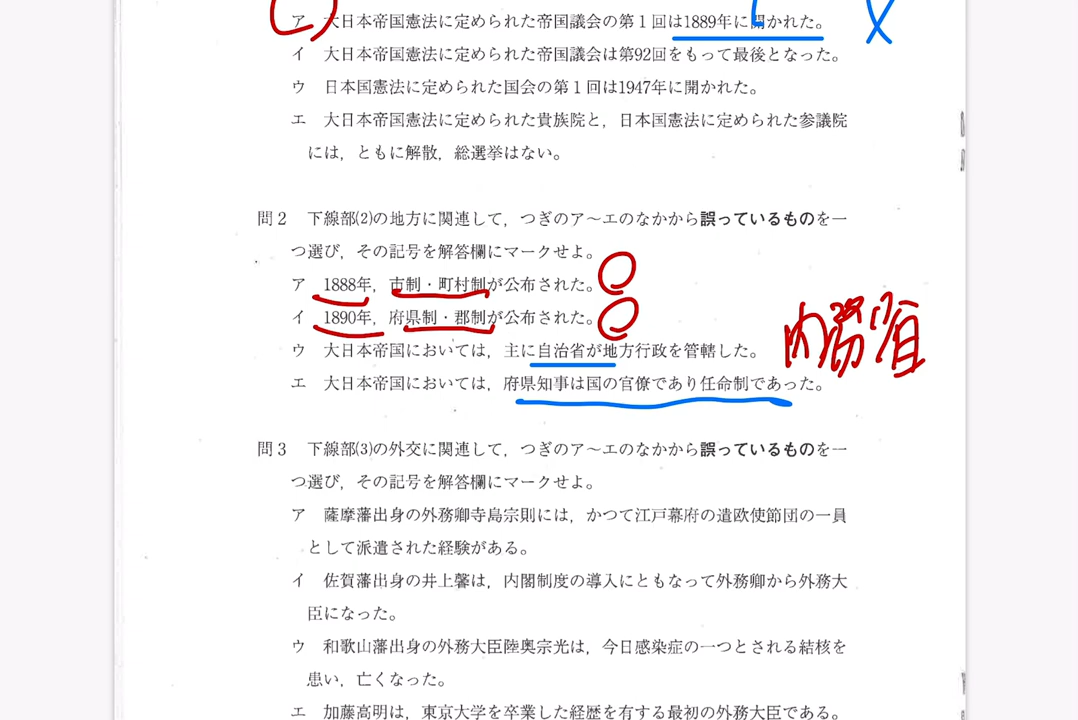 ア 大日本帝国憲法に定められた帝国議会の第1回は1889年に開かれた。
イ 大日本帝国憲法に定められた帝国議会は第92回をもって最後となった。
ウ 日本国憲法に定められた国会の第1回は1947年に開かれた。
エ 大日本帝国憲法に定められた貴族院と，日本国憲法に定められた参議院
には，ともに解散，総選挙はない。
問2 下線部(2)の地方に関連して，つぎのア～エのなかから誤っているものを一
つ選び，その記号を解答欄にマークせよ。
ア 1888年，市制・町村制が公布された。
イ 1890年，府県制・郡制が公布された。
ウ 大日本帝国においては，主に自治省が地方行政を管轄した。
内務省
エ 大日本帝国においては，府県知事は国の官僚であり任命制であった。
問3 下線部(3)の外交に関連して，つぎのア～エのなかから誤っているものを一
つ選び，その記号を解答欄にマークせよ。
ア 薩摩藩出身の外務卿寺島宗則には，かつて江戸幕府の遣欧使節団の一員
として派遣された経験がある。
イ 佐賀藩出身の井上馨は，内閣制度の導入にともなって外務卿から外務大
臣になった。
ウ 和歌山藩出身の外務大臣陸奥宗光は，今日感染症の一つとされる結核を
患い，亡くなった。
エ 加藤高明は，東京大学を卒業した経歴を有する最初の外務大臣である。